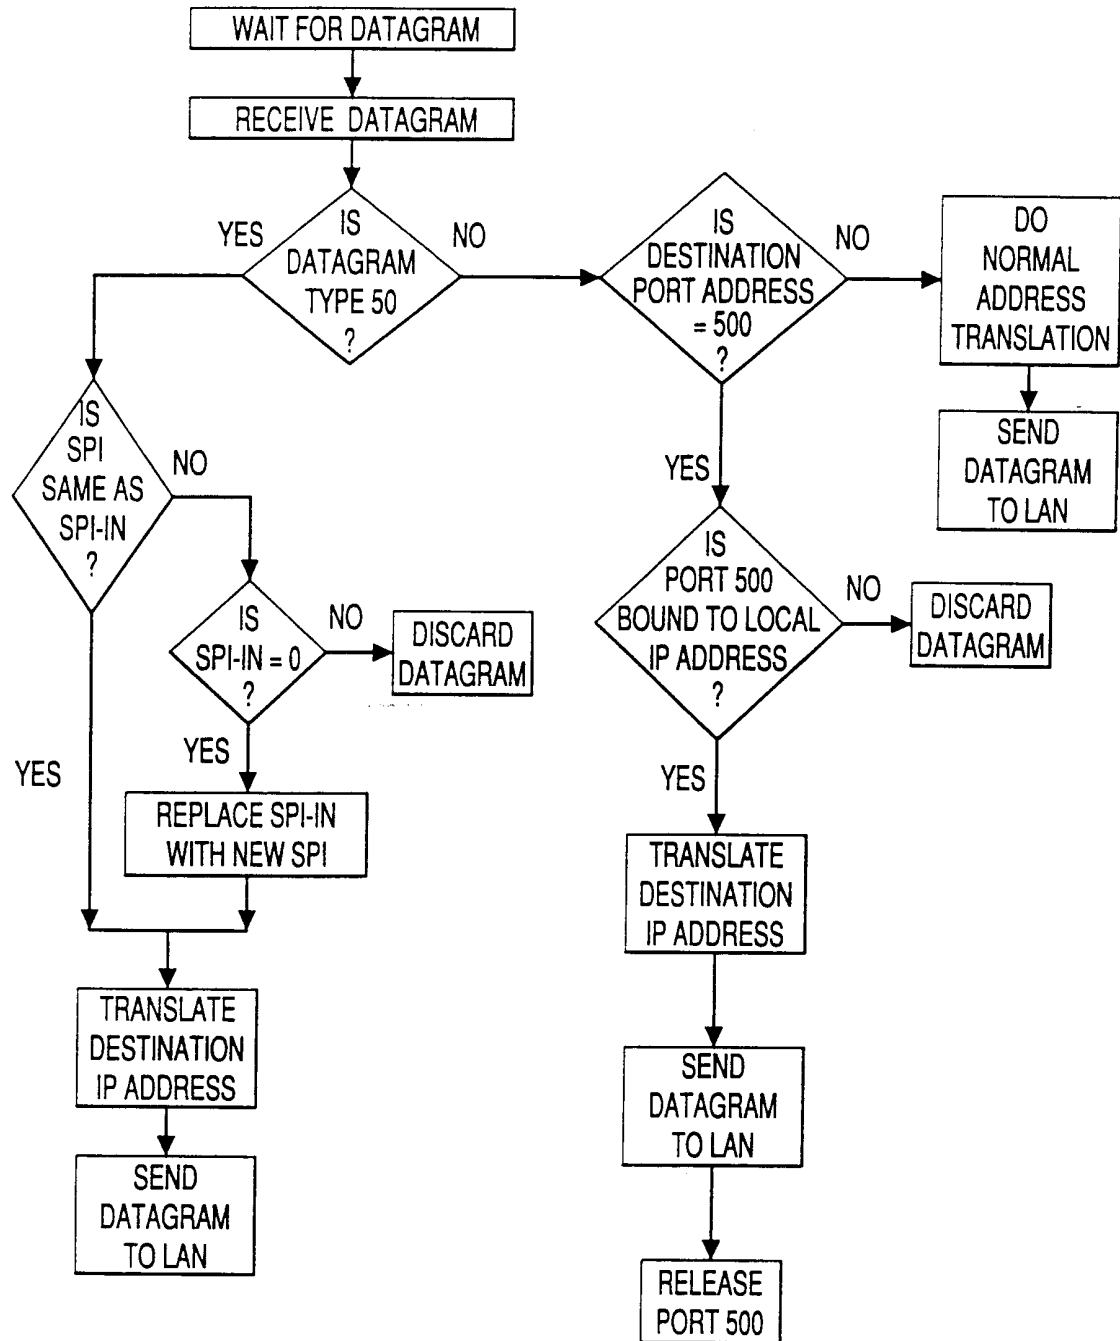 WAIT FOR DATAGRAM
RECEIVE DATAGRAM
IS
DATAGRAM
TYPE 50
?
YES
NO
IS
DESTINATION
PORT ADDRESS
= 500
?
NO
DO
NORMAL
ADDRESS
TRANSLATION
SEND
DATAGRAM
TO LAN
IS
SPI
SAME AS
SPI-IN
?
NO
YES
IS
SPI-IN = 0
?
NO
DISCARD
DATAGRAM
YES
REPLACE SPI-IN
WITH NEW SPI
TRANSLATE
DESTINATION
IP ADDRESS
SEND
DATAGRAM
TO LAN
YES
IS
PORT 500
BOUND TO LOCAL
IP ADDRESS
?
NO
DISCARD
DATAGRAM
YES
TRANSLATE
DESTINATION
IP ADDRESS
SEND
DATAGRAM
TO LAN
RELEASE
PORT 500